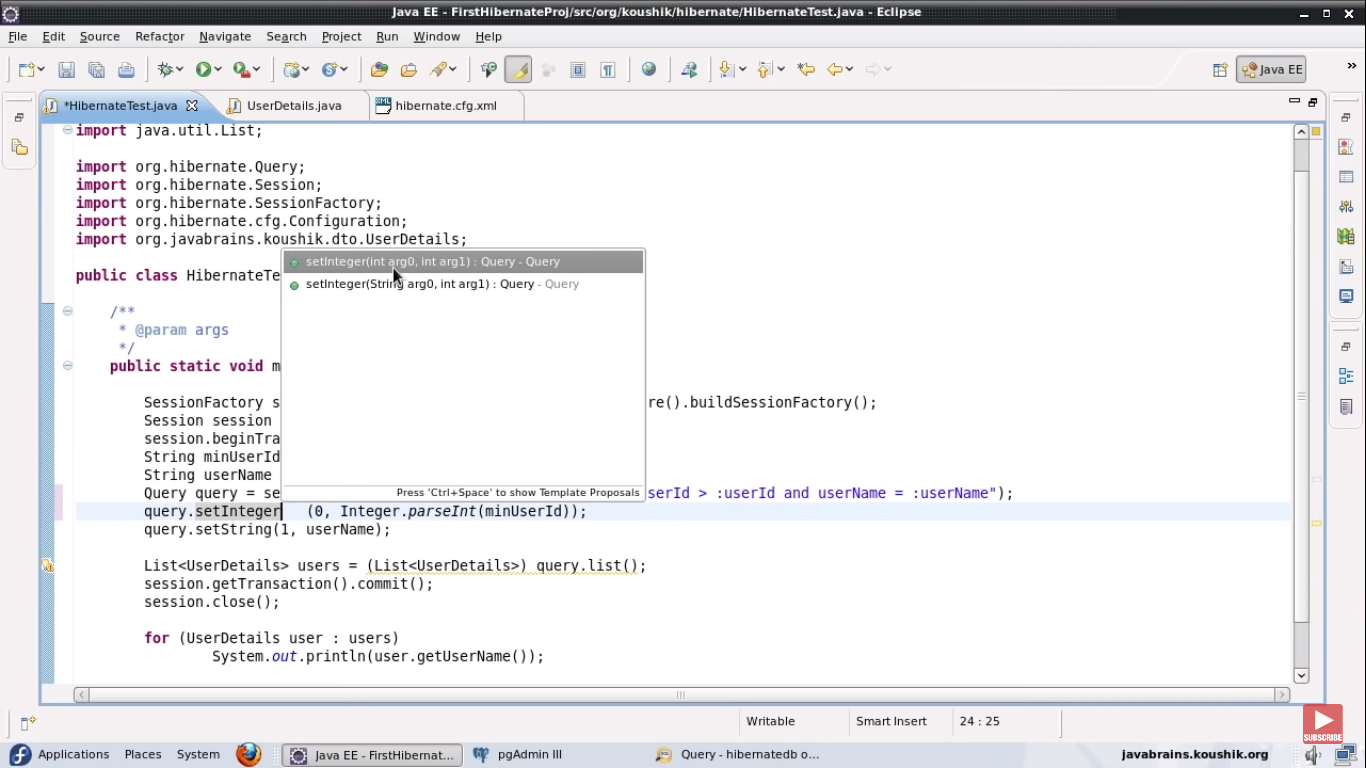 Java EE - FirstHibernateProj/src/org/koushik/hibernate/HibernateTest.java - Eclipse
File Edit Source Refactor Navigate Search Project Run Window Help
Java EE
»
*HibernateTest.java UserDetails.java hibernate.cfg.xml
import java.util.List;
import org.hibernate.Query;
import org.hibernate.Session;
import org.hibernate.SessionFactory;
import org.hibernate.cfg.Configuration;
import org.javabrains.koushik.dto.UserDetails;
public class HibernateTe
/**
* @param args
*/
public static void m
SessionFactory s re().buildSessionFactory();
Session session
session.beginTra
String minUserId
String userName
Query query = se serId > :userId and userName = :userName");
query.setInteger (0, Integer.parseInt(minUserId));
query.setString(1, userName);
List<UserDetails> users = (List<UserDetails>) query.list();
session.getTransaction().commit();
session.close();
for (UserDetails user : users)
System.out.println(user.getUserName());
setInteger(int arg0, int arg1) : Query - Query
setInteger(String arg0, int arg1) : Query - Query
Press 'Ctrl+Space' to show Template Proposals
Writable Smart Insert 24 : 25
SUBSCRIBE
Applications Places System Java EE - FirstHibernat... pgAdmin III Query - hibernatedb o... javabrains.koushik.org